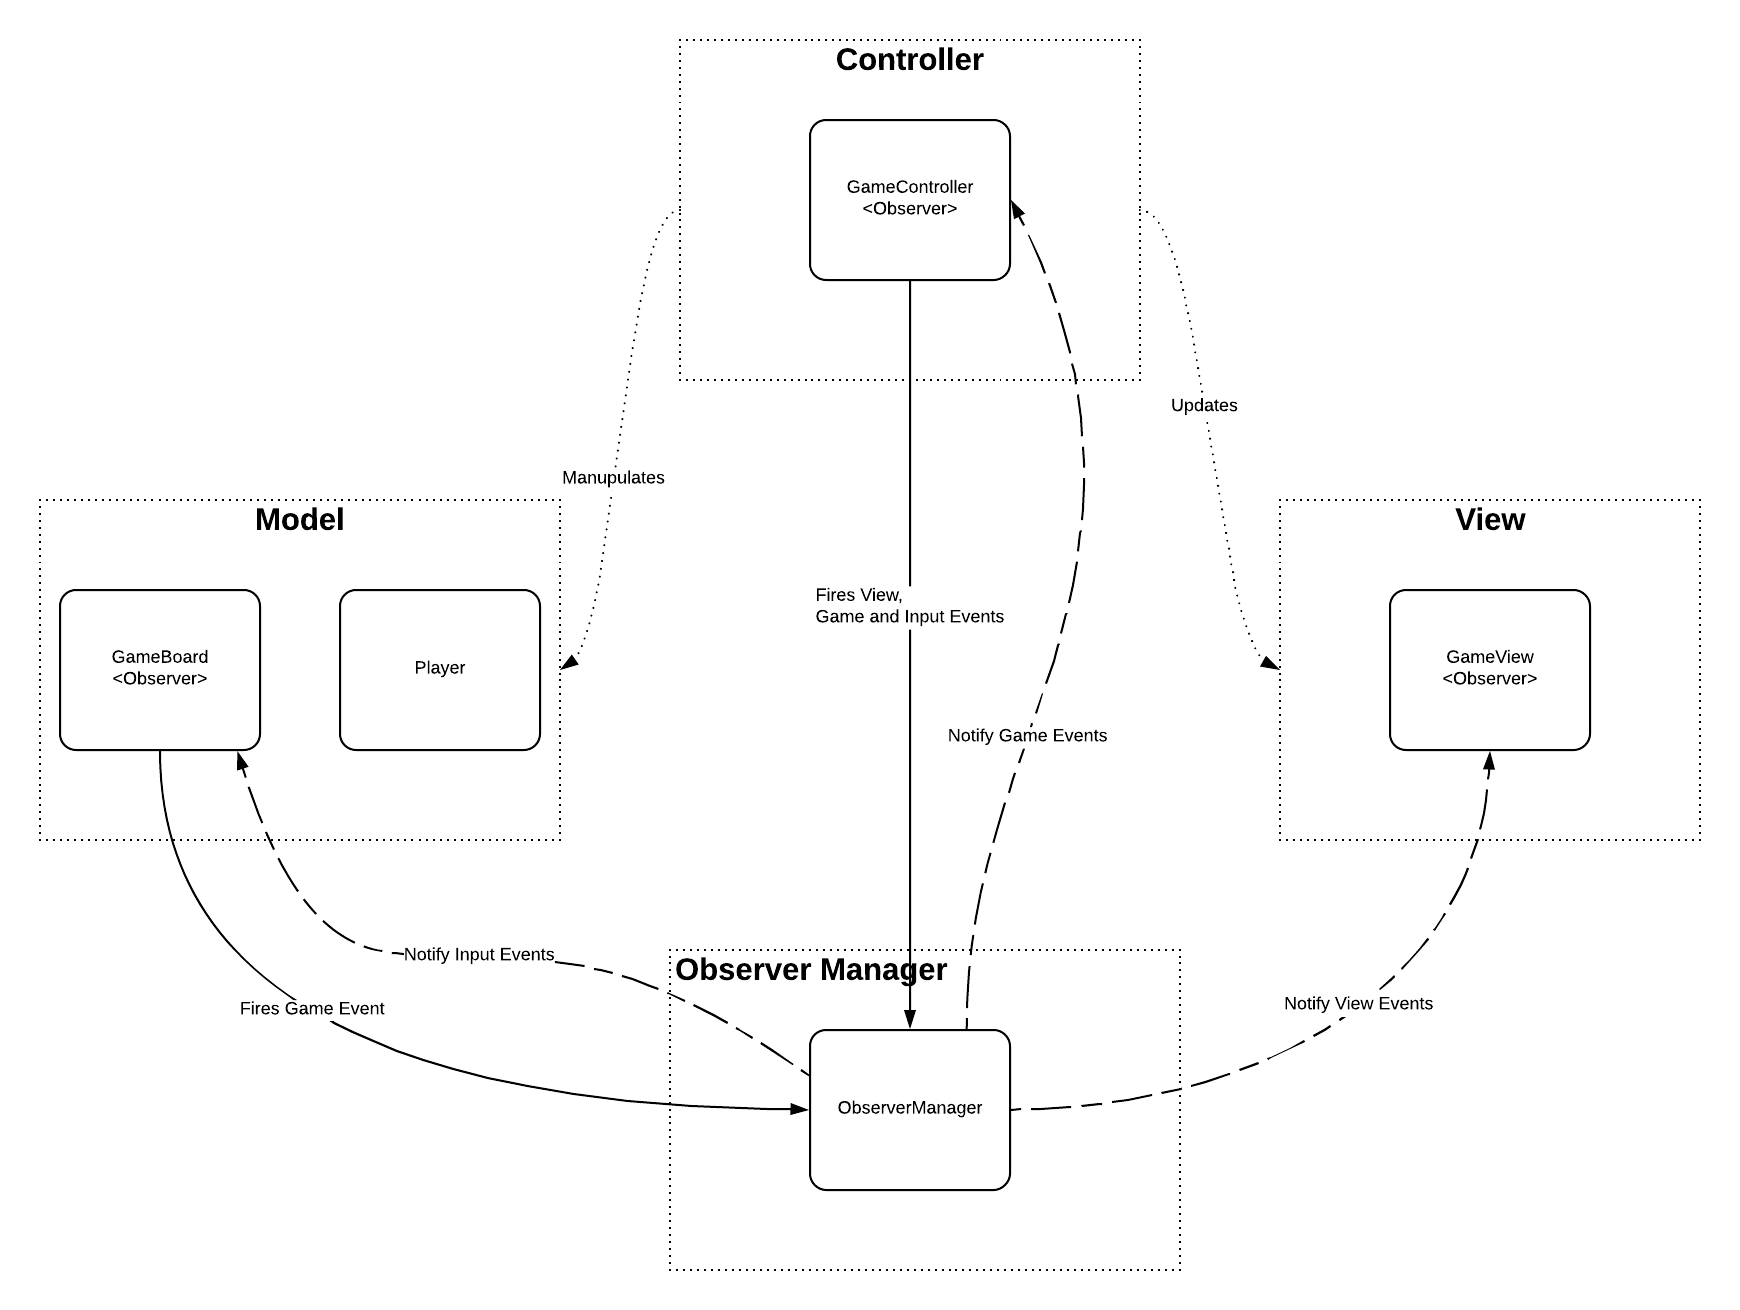 Controller
GameController
<Observer>
Updates
Manupulates
Model
View
GameBoard
<Observer>
Player
Fires View,
Game and Input Events
GameView
<Observer>
Notify Game Events
Notify Input Events
Observer Manager
Fires Game Event
Notify View Events
ObserverManager